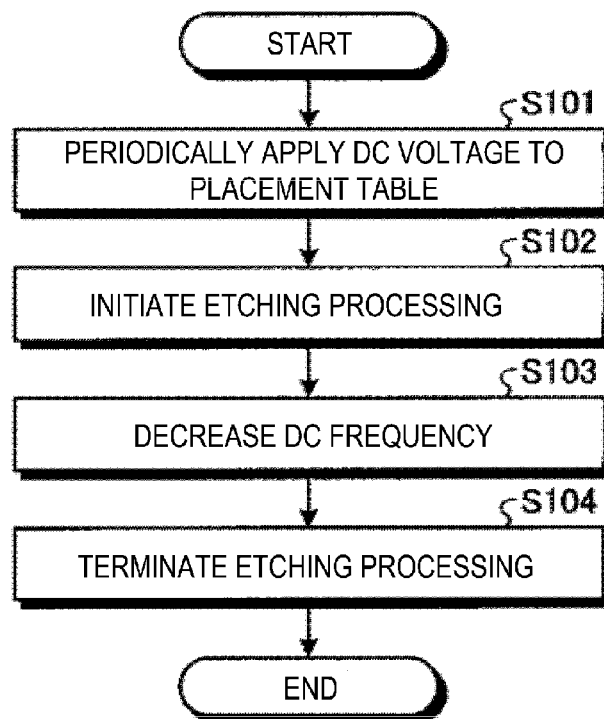 START
S101
PERIODICALLY APPLY DC VOLTAGE TO
PLACEMENT TABLE
S102
INITIATE ETCHING PROCESSING
S103
DECREASE DC FREQUENCY
S104
TERMINATE ETCHING PROCESSING
END